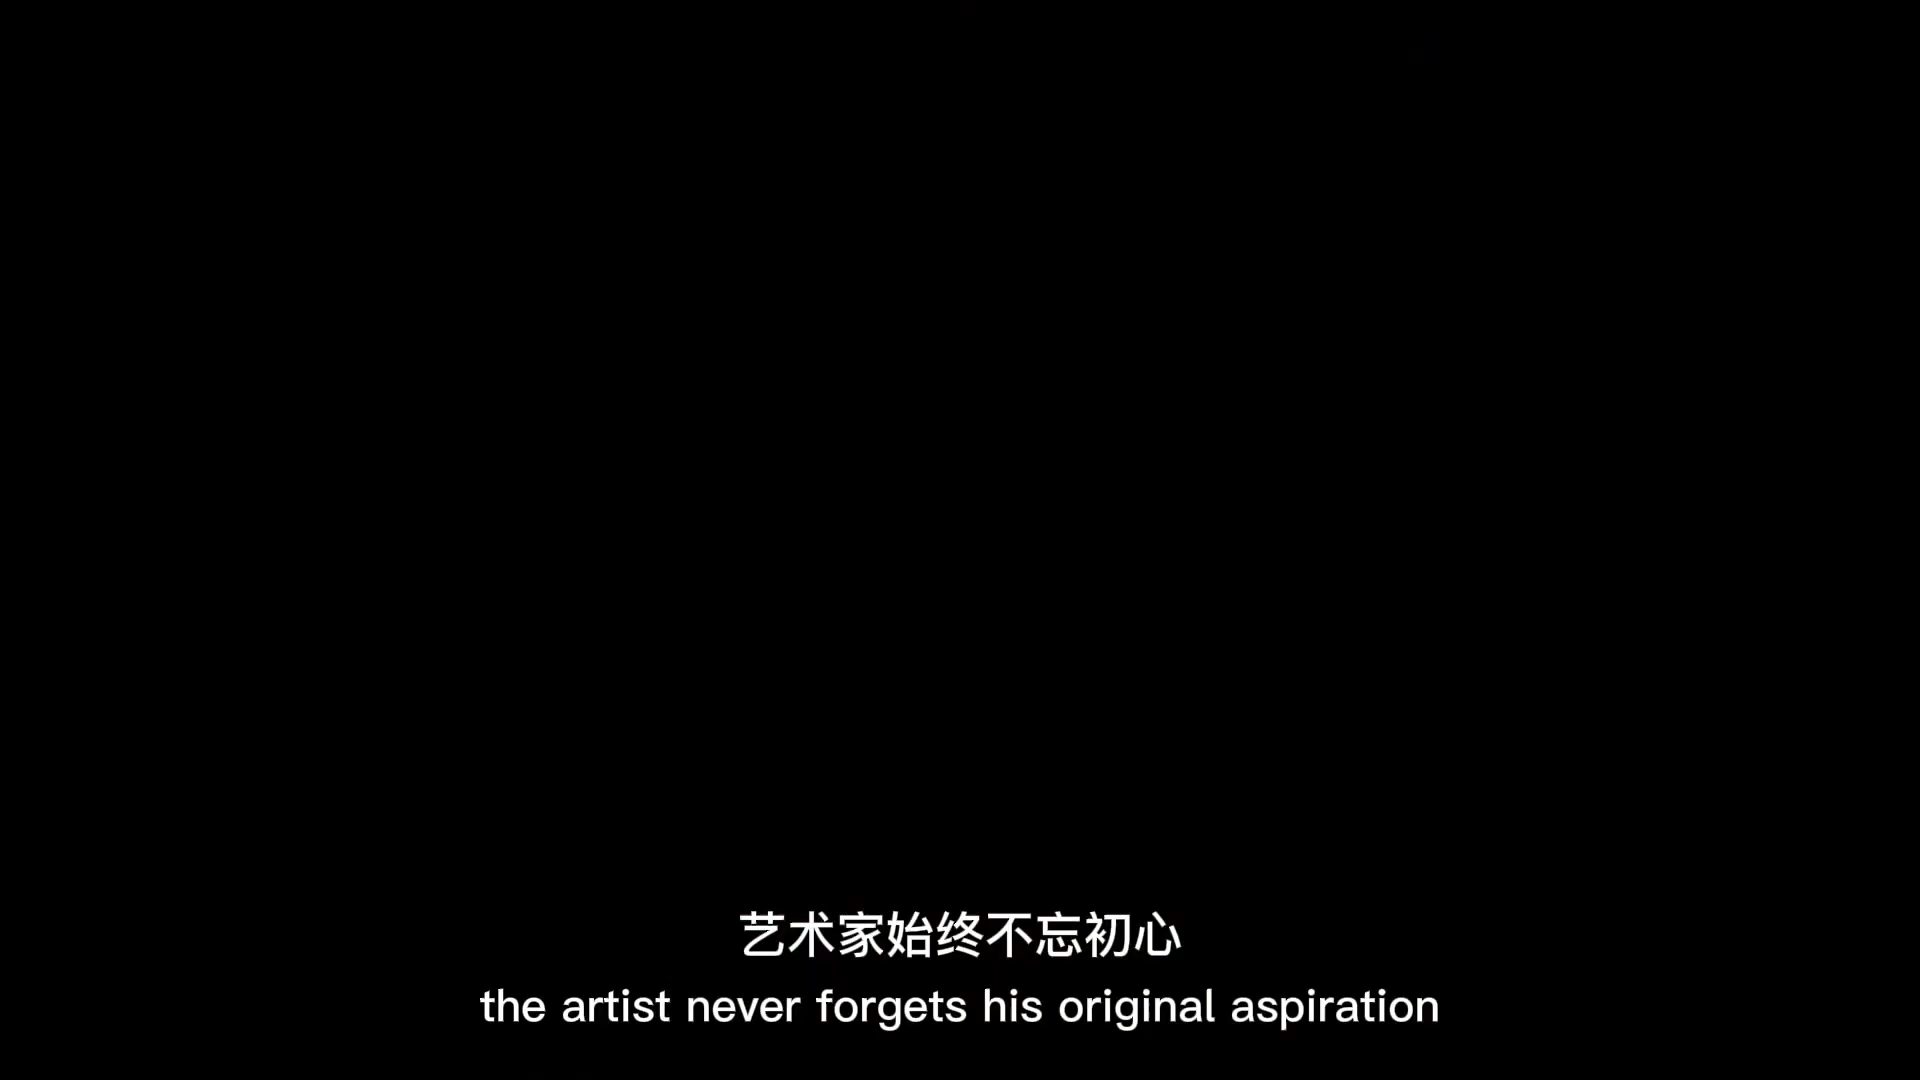 艺术家始终不忘初心
the artist never forgets his original aspiration